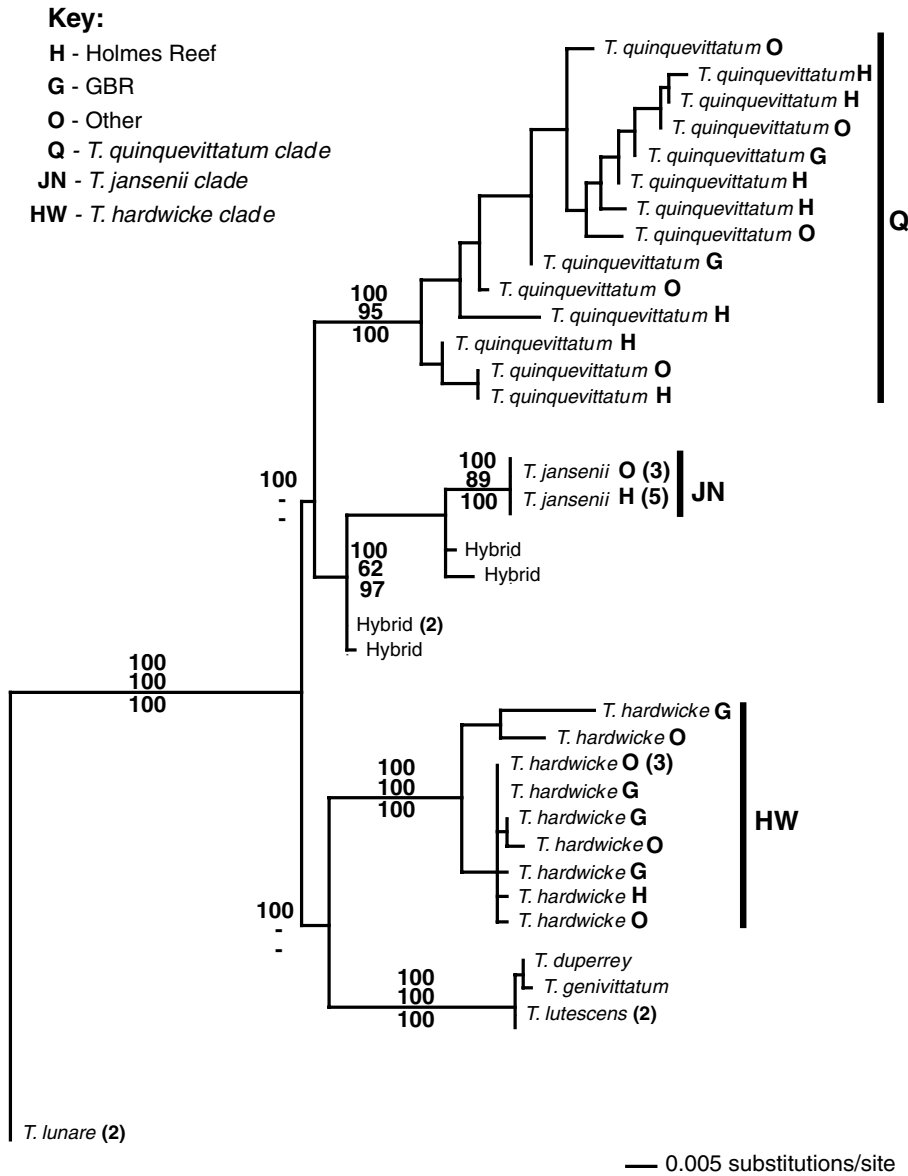 Key:
H - Holmes Reef
G - GBR
O - Other
Q - T. quinquevittatum clade
JN - T. jansenii clade
HW - T. hardwicke clade
T. quinquevittatum O
T. quinquevittatum H
T. quinquevittatum H
T. quinquevittatum O
T. quinquevittatum G
T. quinquevittatum H
T. quinquevittatum H
T. quinquevittatum O
Q
T. quinquevittatum G
T. quinquevittatum O
100
95
100
T. quinquevittatum H
T. quinquevittatum H
T. quinquevittatum O
T. quinquevittatum H
100
-
-
100
89
100
T. jansenii O (3)
T. jansenii H (5)
JN
Hybrid
Hybrid
100
62
97
Hybrid (2)
Hybrid
100
100
100
T. hardwicke G
T. hardwicke O
T. hardwicke O (3)
100
100
100
T. hardwicke G
T. hardwicke G
HW
T. hardwicke O
T. hardwicke G
T. hardwicke H
T. hardwicke O
100
-
-
T. duperrey
100
100
100
T. genivittatum
T. lutescens (2)
T. lunare (2)
0.005 substitutions/site